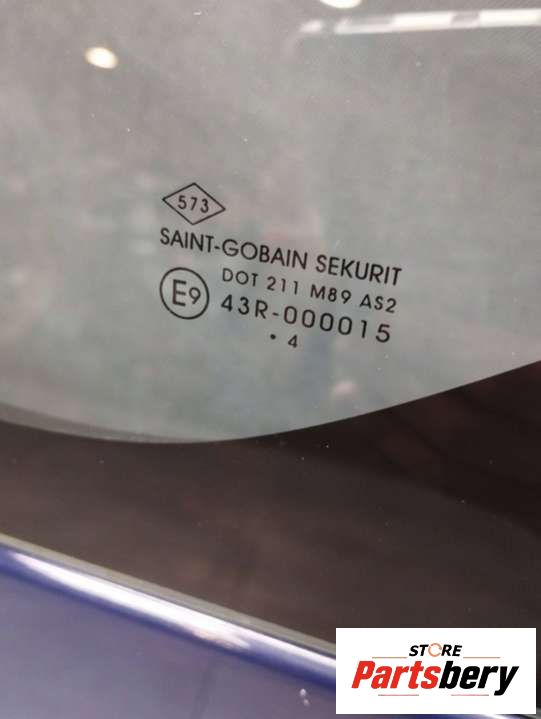 573
SAINT-GOBAIN SEKURIT
DOT 211 M89 AS2
E9 43R-000015
• 4
STORE
Partsbery